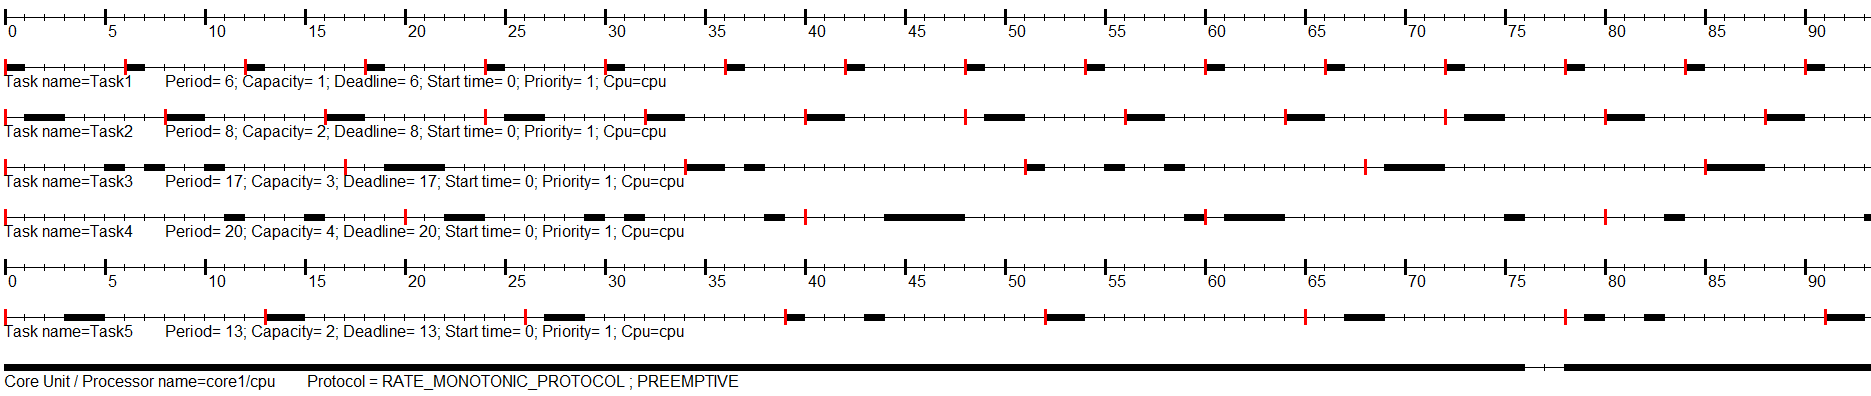 0 5 10 15 20 25 30 35 40 45 50 55 60 65 70 75 80 85 90
Task name=Task1 Period= 6; Capacity= 1; Deadline= 6; Start time= 0; Priority= 1; Cpu=cpu
Task name=Task2 Period= 8; Capacity= 2; Deadline= 8; Start time= 0; Priority= 1; Cpu=cpu
Task name=Task3 Period= 17; Capacity= 3; Deadline= 17; Start time= 0; Priority= 1; Cpu=cpu
Task name=Task4 Period= 20; Capacity= 4; Deadline= 20; Start time= 0; Priority= 1; Cpu=cpu
0 5 10 15 20 25 30 35 40 45 50 55 60 65 70 75 80 85 90
Task name=Task5 Period= 13; Capacity= 2; Deadline= 13; Start time= 0; Priority= 1; Cpu=cpu
Core Unit / Processor name=core1/cpu Protocol = RATE_MONOTONIC_PROTOCOL ; PREEMPTIVE